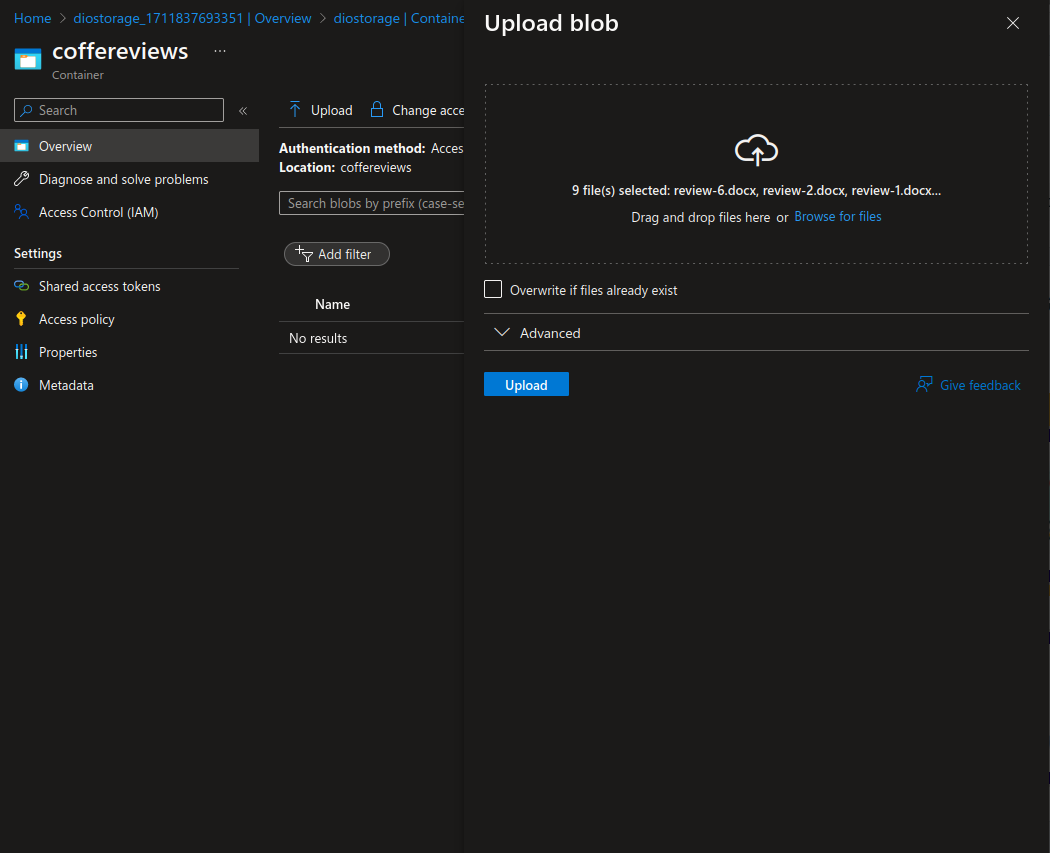 Home > diostorage_1711837693351 | Overview > diostorage | Containe
coffereviews ...
Container
Search «
Overview
Diagnose and solve problems
Access Control (IAM)
Settings
Shared access tokens
Access policy
Properties
Metadata
Upload Change acce
Authentication method: Acces
Location: coffereviews
Search blobs by prefix (case-se
Add filter
Name
No results
Upload blob
9 file(s) selected: review-6.docx, review-2.docx, review-1.docx...
Drag and drop files here or Browse for files
Overwrite if files already exist
Advanced
Upload Give feedback